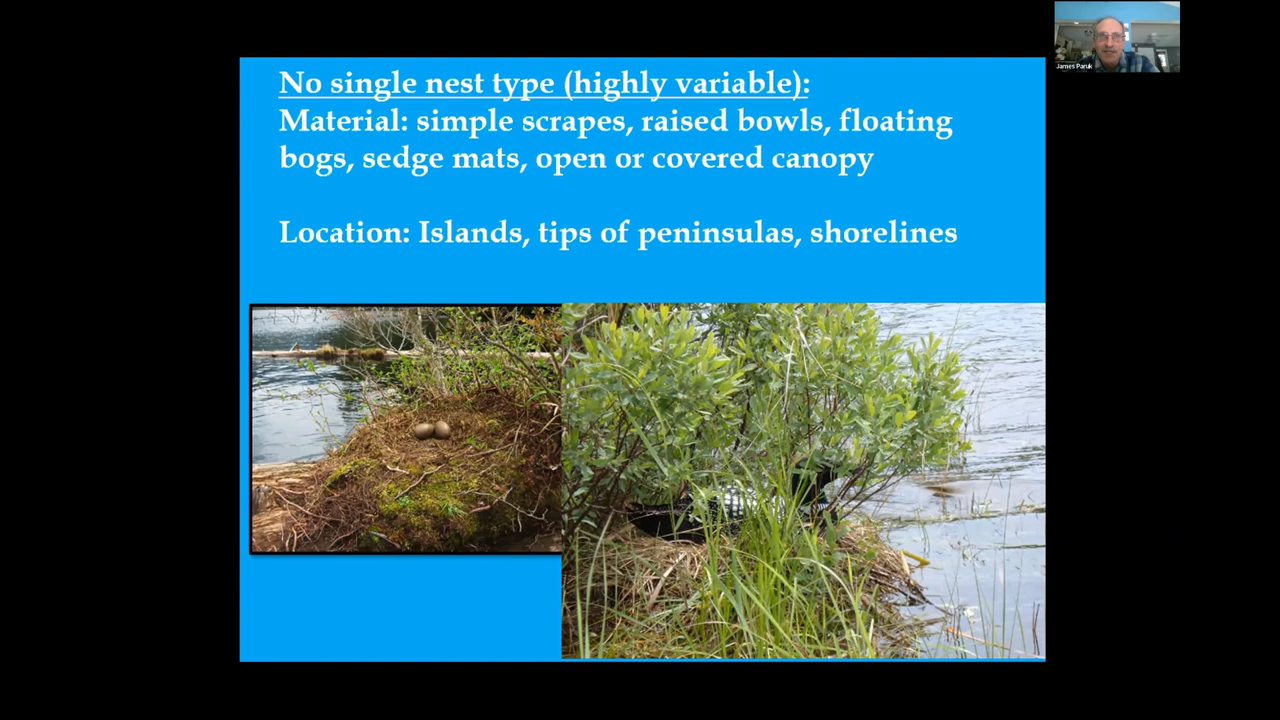 James Paruk
No single nest type (highly variable):
Material: simple scrapes, raised bowls, floating
bogs, sedge mats, open or covered canopy
Location: Islands, tips of peninsulas, shorelines